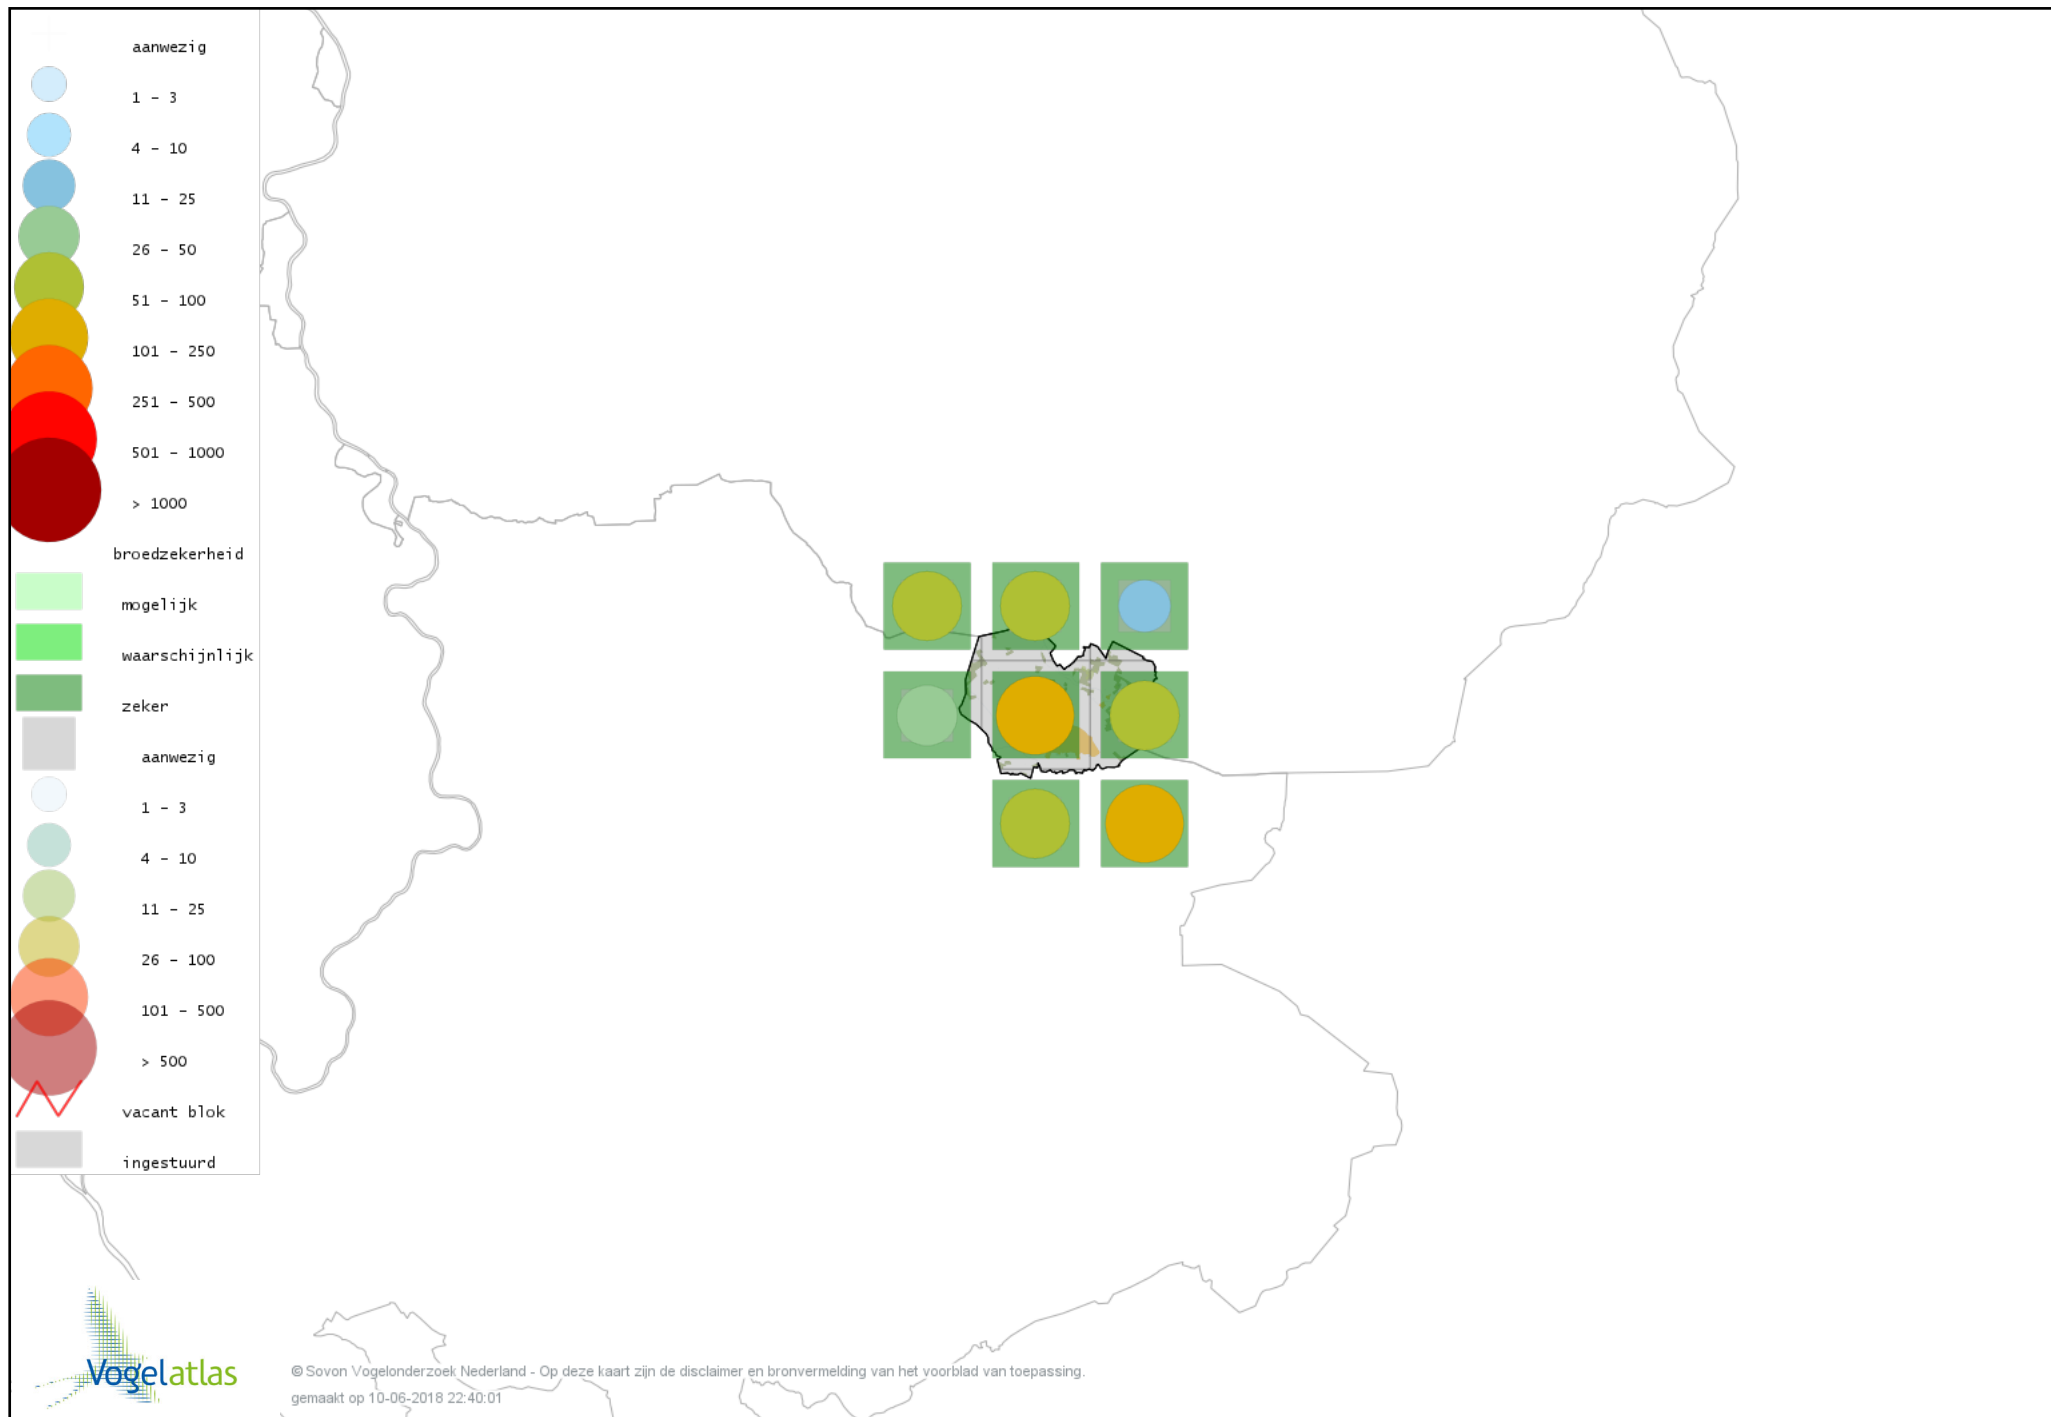 aanwezig
1 - 3
4 - 10
11 - 25
26 - 50
51 - 100
101 - 250
251 - 500
501 - 1000
> 1000
broedzekerheid
mogelijk
waarschijnlijk
zeker
aanwezig
1 - 3
4 - 10
11 - 25
26 - 100
101 - 500
> 500
vacant blok
ingestuurd
Vogelatlas
© Sovon Vogelonderzoek Nederland - Op deze kaart zijn de disclaimer en bronvermelding van het voorblad van toepassing.
gemaakt op 10-06-2018 22:40:01